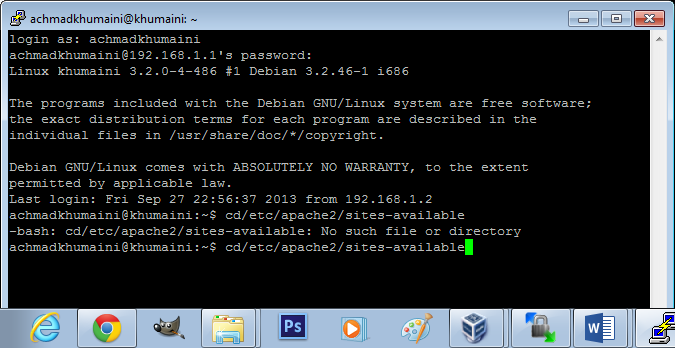 achmadkhumaini@khumaini: ~
login as: achmadkhumaini
achmadkhumaini@192.168.1.1's password:
Linux khumaini 3.2.0-4-486 #1 Debian 3.2.46-1 i686
The programs included with the Debian GNU/Linux system are free software;
the exact distribution terms for each program are described in the
individual files in /usr/share/doc/*/copyright.
Debian GNU/Linux comes with ABSOLUTELY NO WARRANTY, to the extent
permitted by applicable law.
Last login: Fri Sep 27 22:56:37 2013 from 192.168.1.2
achmadkhumaini@khumaini:~$ cd/etc/apache2/sites-available
-bash: cd/etc/apache2/sites-available: No such file or directory
achmadkhumaini@khumaini:~$ cd/etc/apache2/sites-available
Ps
W